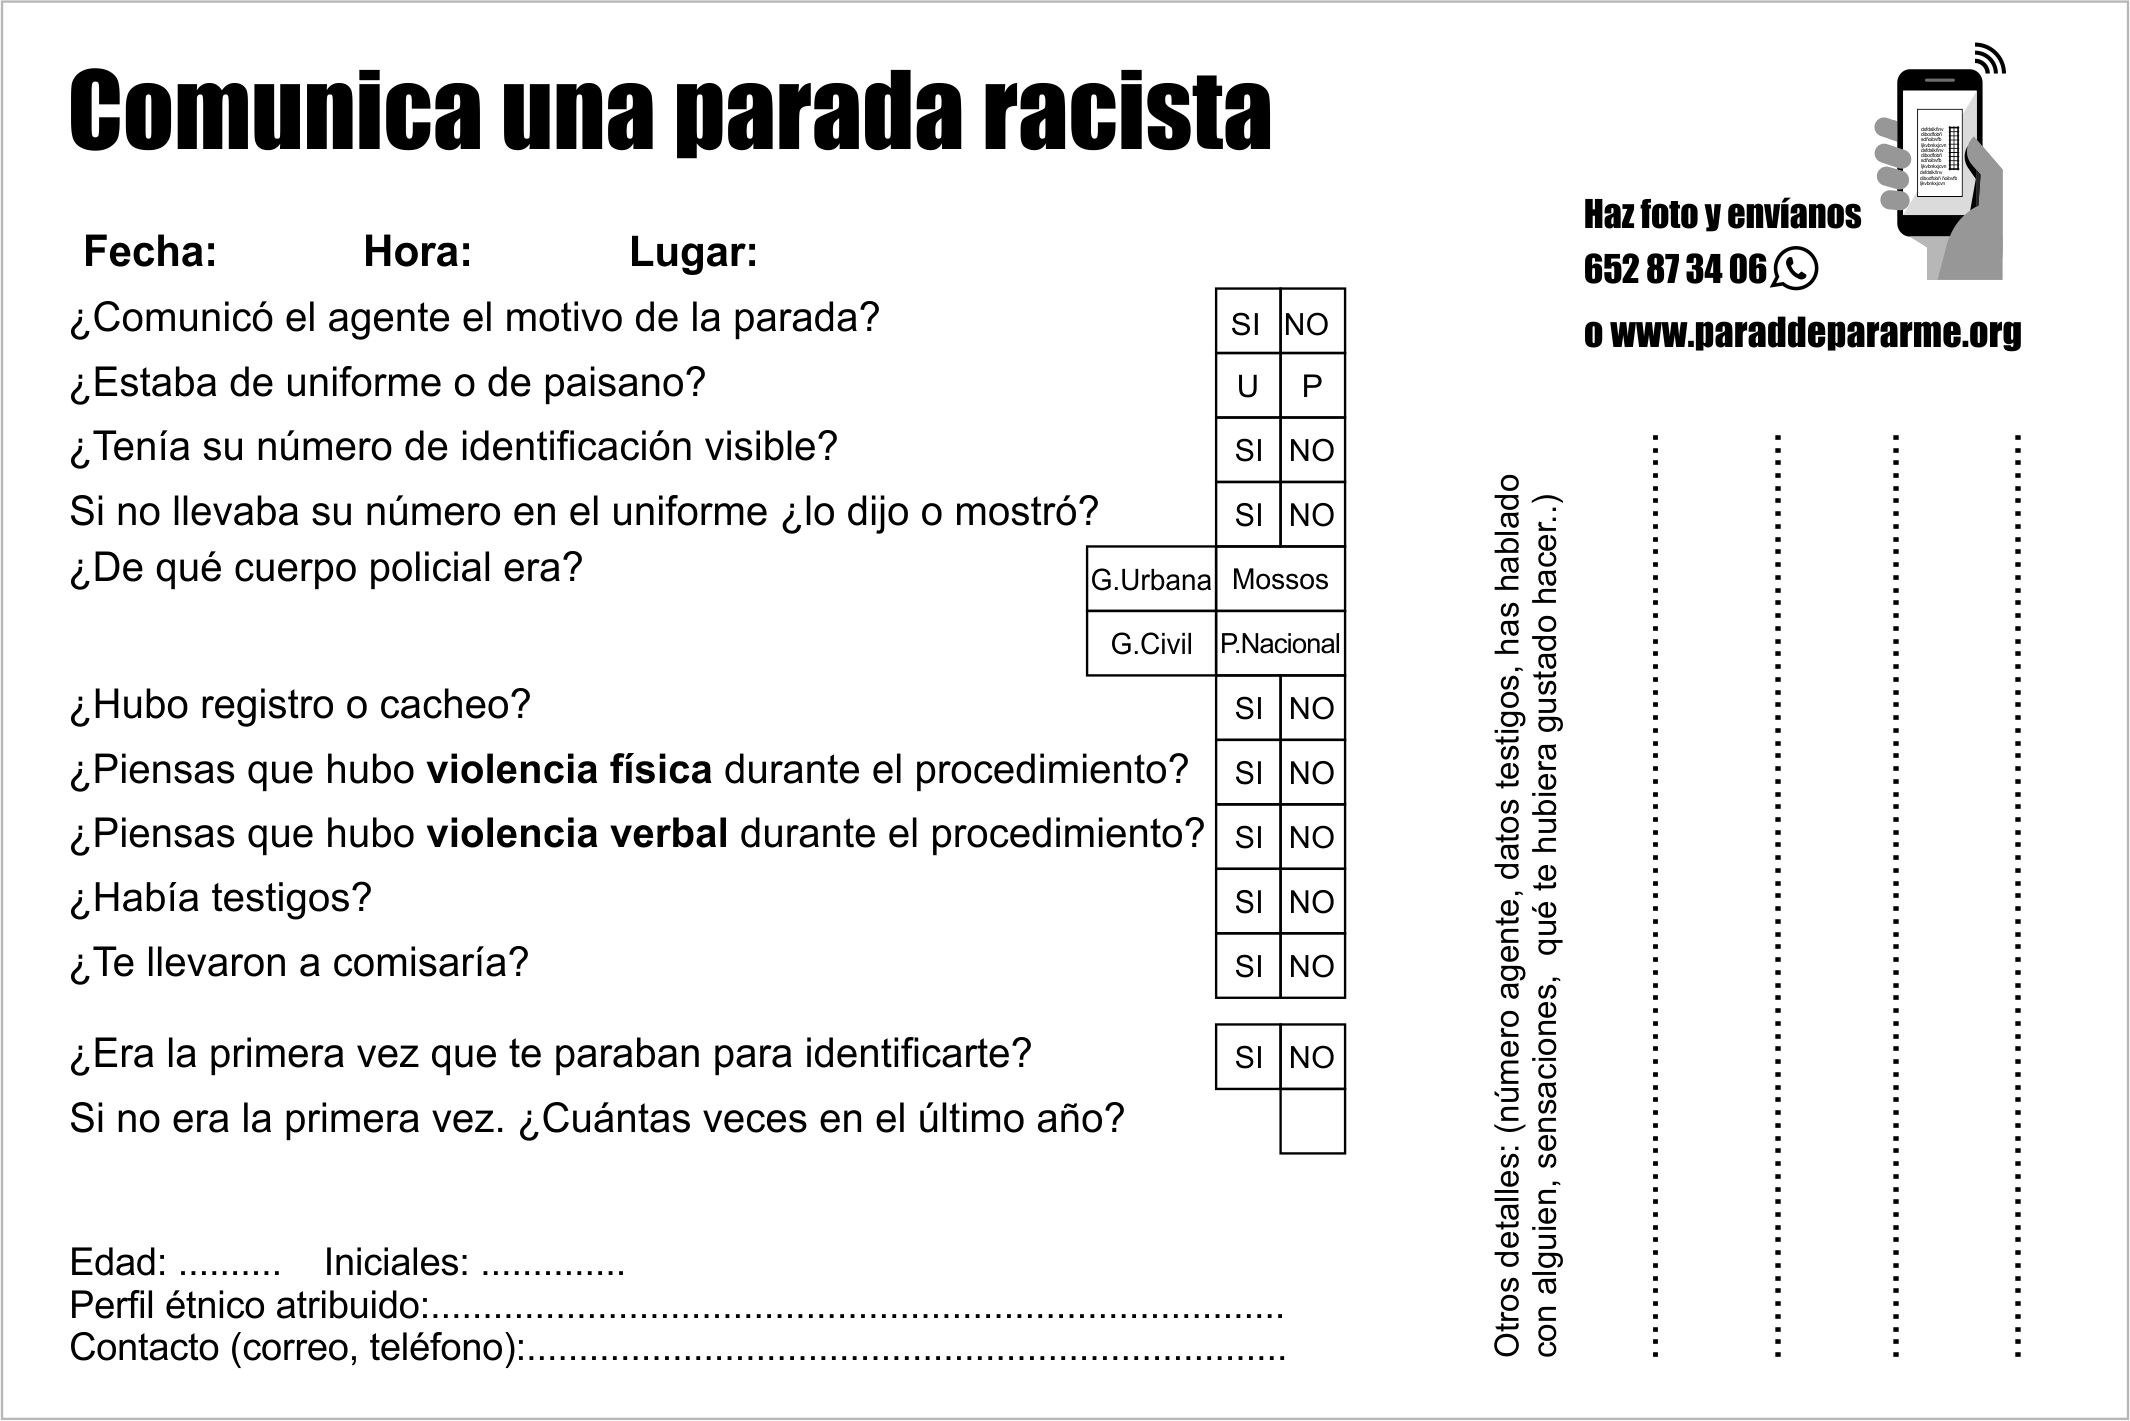 Comunica una parada racista
Fecha: Hora: Lugar:
¿Comunicó el agente el motivo de la parada? SI NO
¿Estaba de uniforme o de paisano? U P
¿Tenía su número de identificación visible? SI NO
Si no llevaba su número en el uniforme ¿lo dijo o mostró? SI NO
¿De qué cuerpo policial era? G.Urbana Mossos
G.Civil P.Nacional
¿Hubo registro o cacheo? SI NO
¿Piensas que hubo violencia física durante el procedimiento? SI NO
¿Piensas que hubo violencia verbal durante el procedimiento? SI NO
¿Había testigos? SI NO
¿Te llevaron a comisaría? SI NO
¿Era la primera vez que te paraban para identificarte? SI NO
Si no era la primera vez. ¿Cuántas veces en el último año?
Edad: .......... Iniciales: ..............
Perfil étnico atribuido:..................................................................................
Contacto (correo, teléfono):.........................................................................
Haz foto y envíanos
652 87 34 06
o www.paraddepararme.org
Otros detalles: (número agente, datos testigos, has hablado
con alguien, sensaciones, qué te hubiera gustado hacer..)